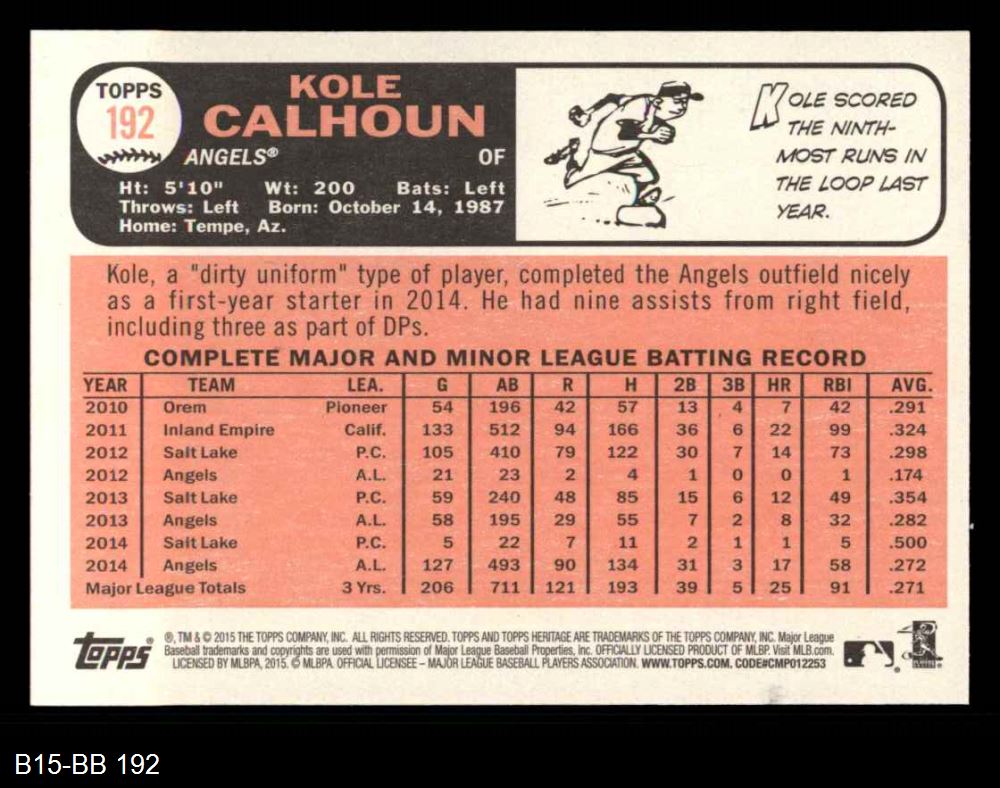 TOPPS
192
KOLE
CALHOUN
ANGELS®
OF
Ht: 5'10" Wt: 200 Bats: Left
Throws: Left Born: October 14, 1987
Home: Tempe, Az.
KOLE SCORED
THE NINTH-
MOST RUNS IN
THE LOOP LAST
YEAR.
Kole, a "dirty uniform" type of player, completed the Angels outfield nicely
as a first-year starter in 2014. He had nine assists from right field,
including three as part of DPs.
COMPLETE MAJOR AND MINOR LEAGUE BATTING RECORD
YEAR TEAM LEA. G AB R H 2B 3B HR RBI AVG.
2010 Orem Pioneer 54 196 42 57 13 4 7 42 .291
2011 Inland Empire Calif. 133 512 94 166 36 6 22 99 .324
2012 Salt Lake P.C. 105 410 79 122 30 7 14 73 .298
2012 Angels A.L. 21 23 2 4 1 0 0 1 .174
2013 Salt Lake P.C. 59 240 48 85 15 6 12 49 .354
2013 Angels A.L. 58 195 29 55 7 2 8 32 .282
2014 Salt Lake P.C. 5 22 7 11 2 1 1 5 .500
2014 Angels A.L. 127 493 90 134 31 3 17 58 .272
Major League Totals 3 Yrs. 206 711 121 193 39 5 25 91 .271
Topps®
®, TM & © 2015 THE TOPPS COMPANY, INC. ALL RIGHTS RESERVED. TOPPS AND TOPPS HERITAGE ARE TRADEMARKS OF THE TOPPS COMPANY, INC. Major League
Baseball trademarks and copyrights are used with permission of Major League Baseball Properties, Inc. OFFICIALLY LICENSED PRODUCT OF MLBP. Visit MLB.com.
LICENSED BY MLBPA, 2015. © MLBPA. OFFICIAL LICENSEE – MAJOR LEAGUE BASEBALL PLAYERS ASSOCIATION. WWW.TOPPS.COM. CODE#CMP012253
B15-BB 192